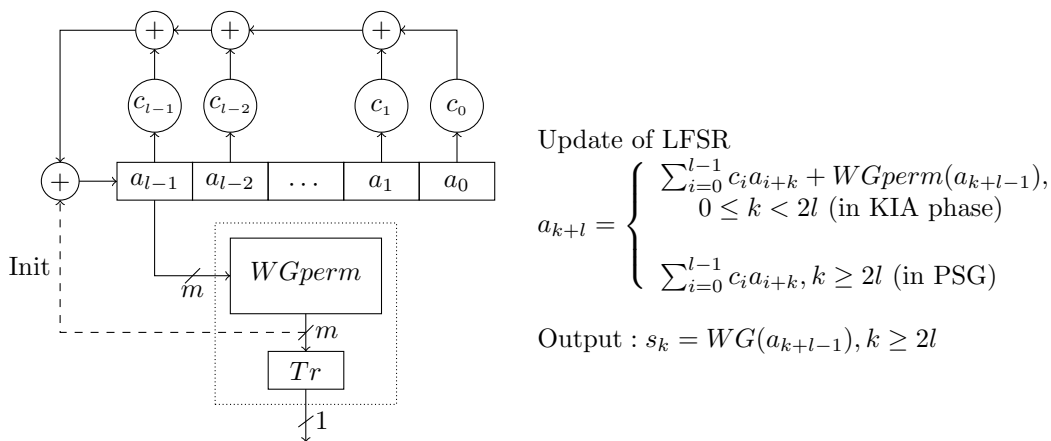 + + +
c_{l−1} c_{l−2} c_1 c_0
+ a_{l−1} a_{l−2} ... a_1 a_0
Init
m
WGperm
m
Tr
1
Update of LFSR
a_{k+l} = { ∑_{i=0}^{l−1} c_i a_{i+k} + WGperm(a_{k+l−1}),
0 ≤ k < 2l (in KIA phase)
∑_{i=0}^{l−1} c_i a_{i+k}, k ≥ 2l (in PSG)
Output : s_k = WG(a_{k+l−1}), k ≥ 2l